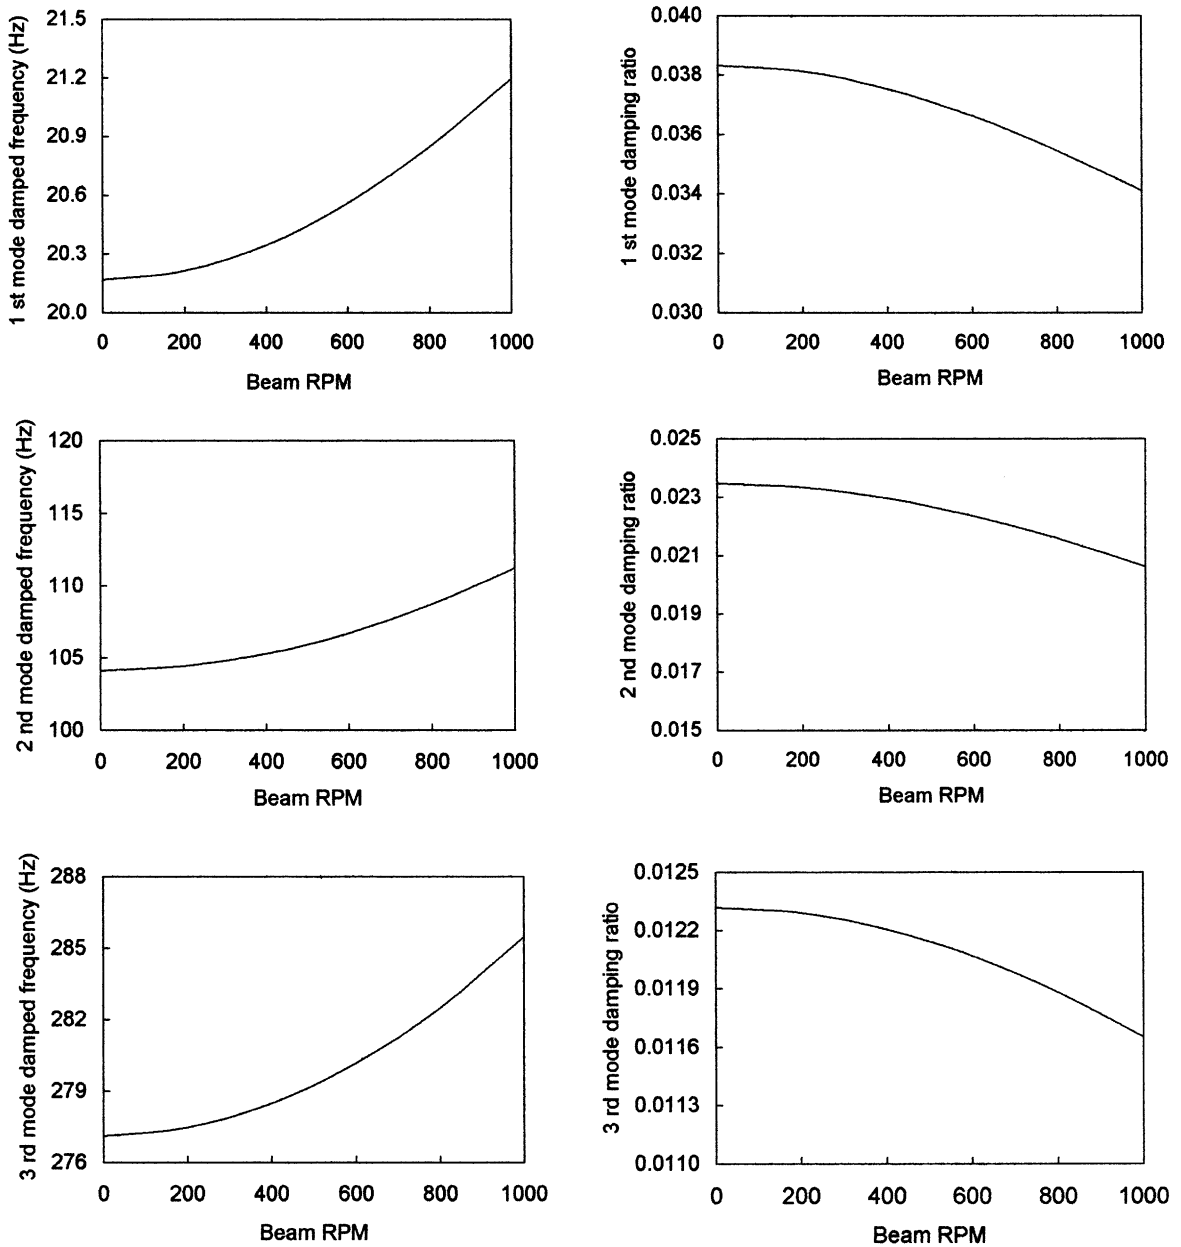 1 st mode damped frequency (Hz)
21.5
21.2
20.9
20.6
20.3
20.0
0 200 400 600 800 1000
Beam RPM
1 st mode damping ratio
0.040
0.038
0.036
0.034
0.032
0.030
0 200 400 600 800 1000
Beam RPM
2 nd mode damped frequency (Hz)
120
115
110
105
100
0 200 400 600 800 1000
Beam RPM
2 nd mode damping ratio
0.025
0.023
0.021
0.019
0.017
0.015
0 200 400 600 800 1000
Beam RPM
3 rd mode damped frequency (Hz)
288
285
282
279
276
0 200 400 600 800 1000
Beam RPM
3 rd mode damping ratio
0.0125
0.0122
0.0119
0.0116
0.0113
0.0110
0 200 400 600 800 1000
Beam RPM